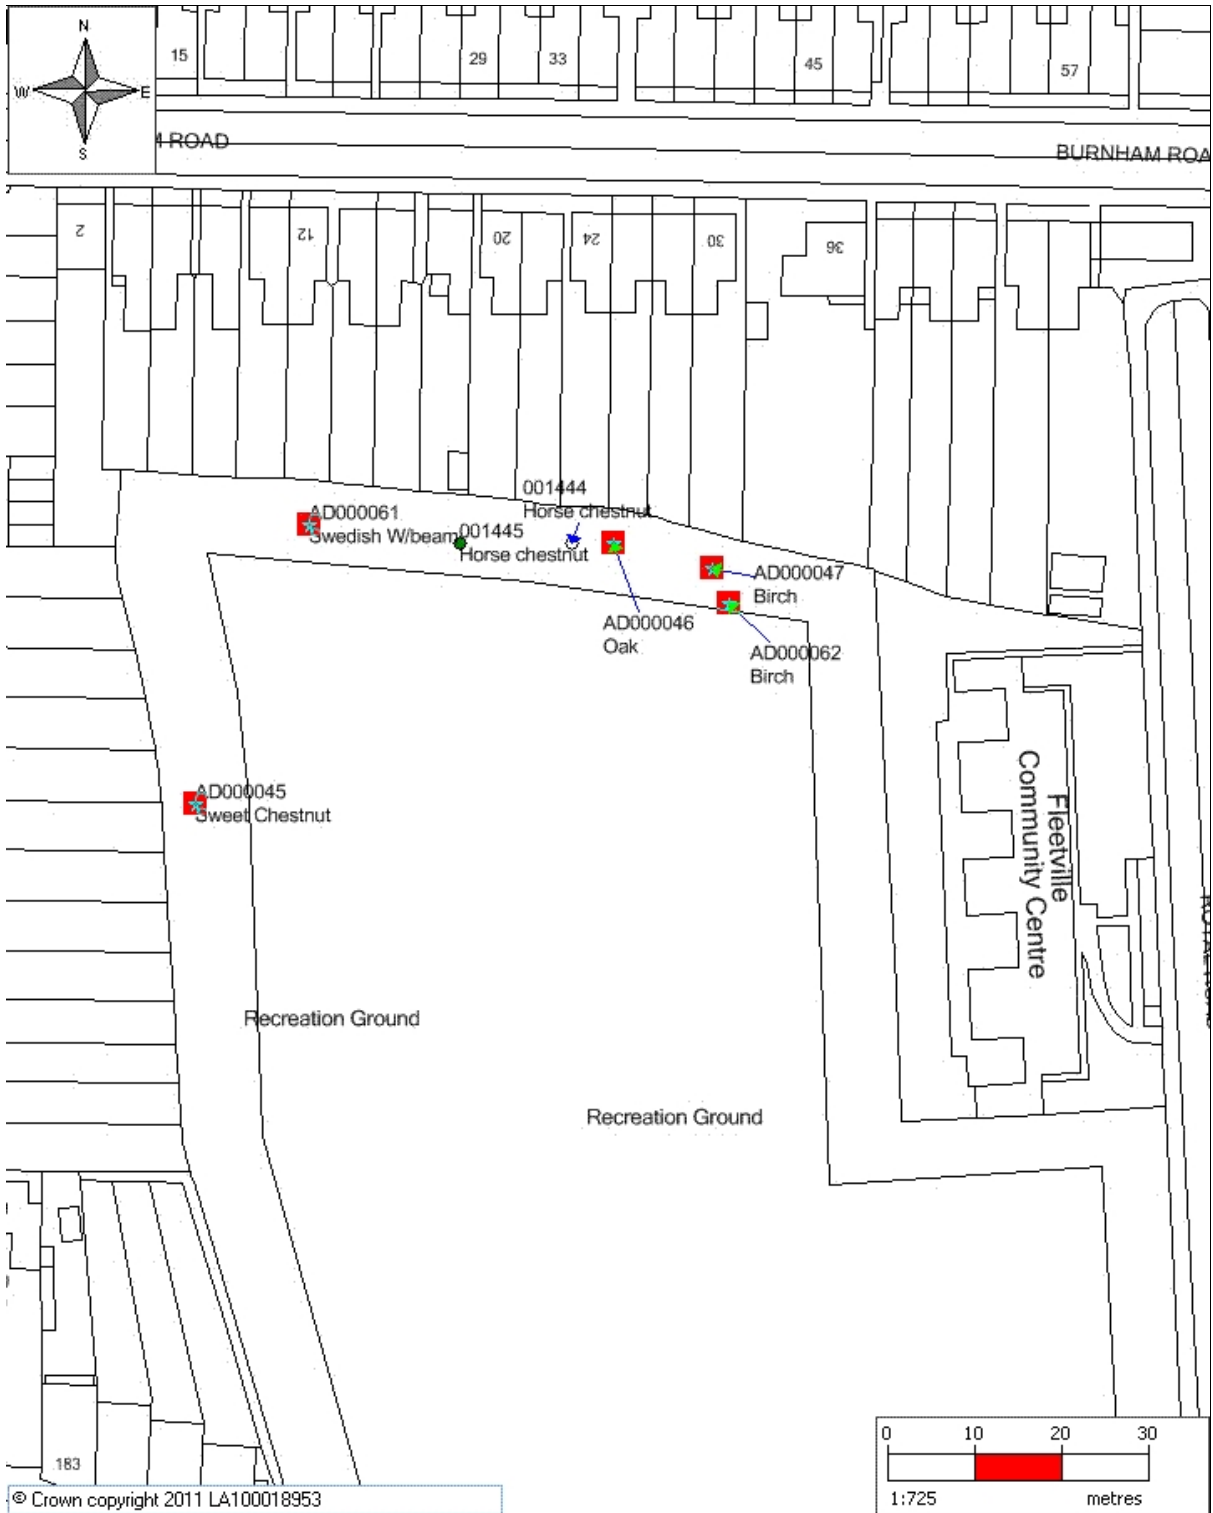 N
W E
S
15
29
33
45
57
M ROAD
BURNHAM ROA
2
12
20
24
30
36
001444
Horse chestnut
AD000061
Swedish W/beam
001445
Horse chestnut
AD000047
Birch
AD000046
Oak
AD000062
Birch
AD000045
Sweet Chestnut
Fleetville
Community Centre
Recreation Ground
Recreation Ground
183
0 10 20 30
1:725 metres
© Crown copyright 2011 LA100018953